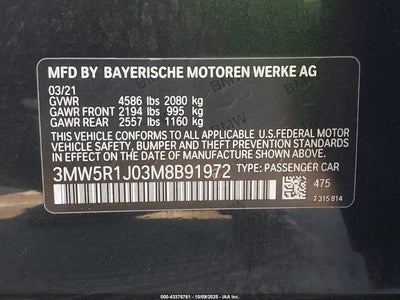 MFD BY BAYERISCHE MOTOREN WERKE AG
03/21
GVWR 4586 lbs 2080 kg
GAWR FRONT 2194 lbs 995 kg
GAWR REAR 2557 lbs 1160 kg
THIS VEHICLE CONFORMS TO ALL APPLICABLE U.S.FEDERAL MOTOR
VEHICLE SAFETY, BUMPER, AND THEFT PREVENTION STANDARDS
IN EFFECT ON THE DATE OF MANUFACTURE SHOWN ABOVE.
3MW5R1J03M8B91972 TYPE: PASSENGER CAR
475
7 315 814
000-43376761 - 10/09/2025 - www.iaai.com